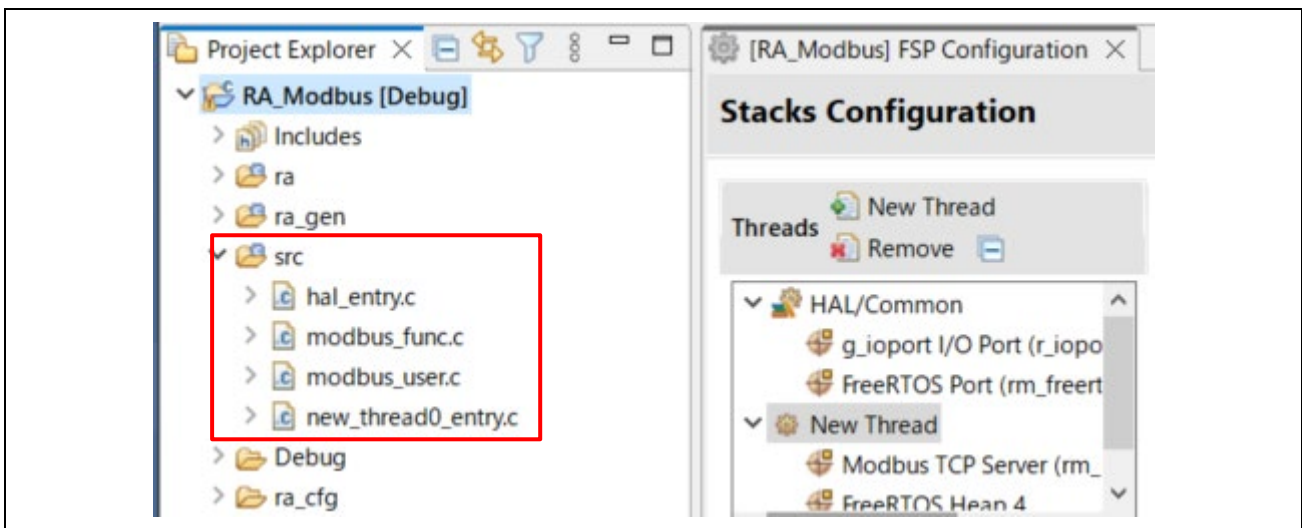 Project Explorer
RA_Modbus [Debug]
Includes
ra
ra_gen
src
hal_entry.c
modbus_func.c
modbus_user.c
new_thread0_entry.c
Debug
ra_cfg
[RA_Modbus] FSP Configuration
Stacks Configuration
Threads
New Thread
Remove
HAL/Common
g_ioport I/O Port (r_iopo
FreeRTOS Port (rm_freert
New Thread
Modbus TCP Server (rm_
FreeRTOS Heap 4